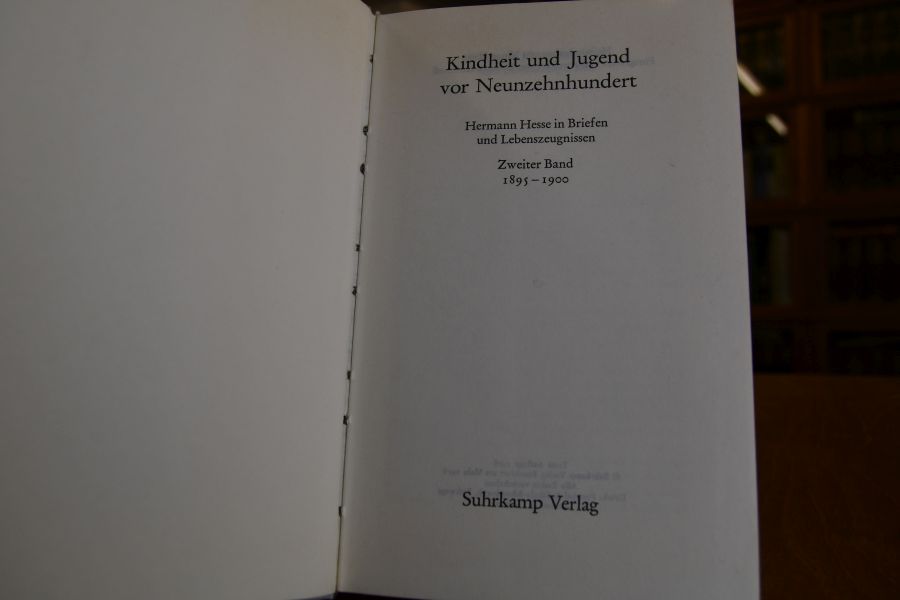 Kindheit und Jugend
vor Neunzehnhundert
Hermann Hesse in Briefen
und Lebenszeugnissen
Zweiter Band
1895 – 1900
Suhrkamp Verlag